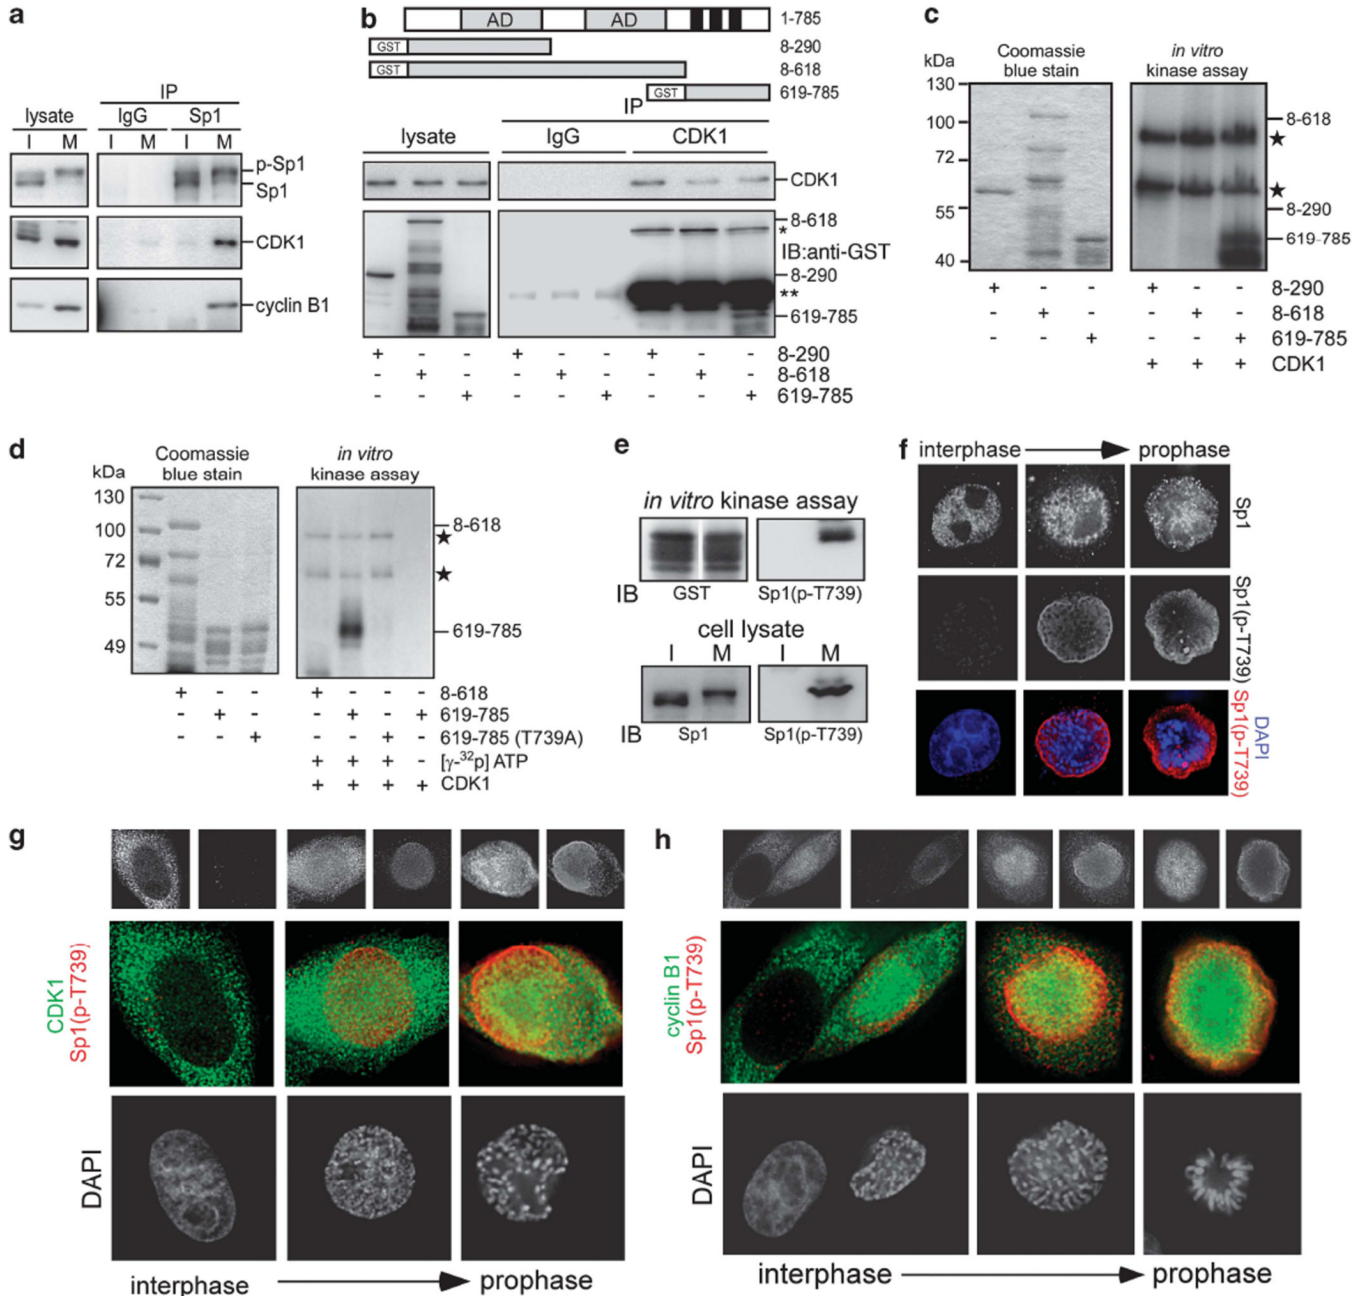 a
IP
lysate IgG Sp1
I M I M I M
p-Sp1
Sp1
CDK1
cyclin B1
b
AD AD 1-785
GST 8-290
GST 8-618
GST 619-785
IP
lysate IgG CDK1
CDK1
8-618
*
IB:anti-GST
8-290
**
619-785
+ - - + - - + - - 8-290
- + - - + - - + - 8-618
- - + - - + - - + 619-785
c
Coomassie blue stain
in vitro kinase assay
kDa
130
100
72
55
40
8-618
★
★
8-290
619-785
+ - - + - - 8-290
- + - - + - 8-618
- - + - - + 619-785
+ + + CDK1
d
Coomassie blue stain
in vitro kinase assay
kDa
130
100
72
55
49
8-618
★
★
619-785
+ - - + - - - 8-618
- + - - + - + 619-785
- - + - - + - 619-785 (T739A)
+ + + - [γ-³²p] ATP
+ + + + CDK1
e
in vitro kinase assay
IB GST Sp1(p-T739)
cell lysate
I M I M
IB Sp1 Sp1(p-T739)
f
interphase prophase
Sp1
Sp1(p-T739)
DAPI
Sp1(p-T739)
g
CDK1
Sp1(p-T739)
DAPI
interphase prophase
h
cyclin B1
Sp1(p-T739)
DAPI
interphase prophase